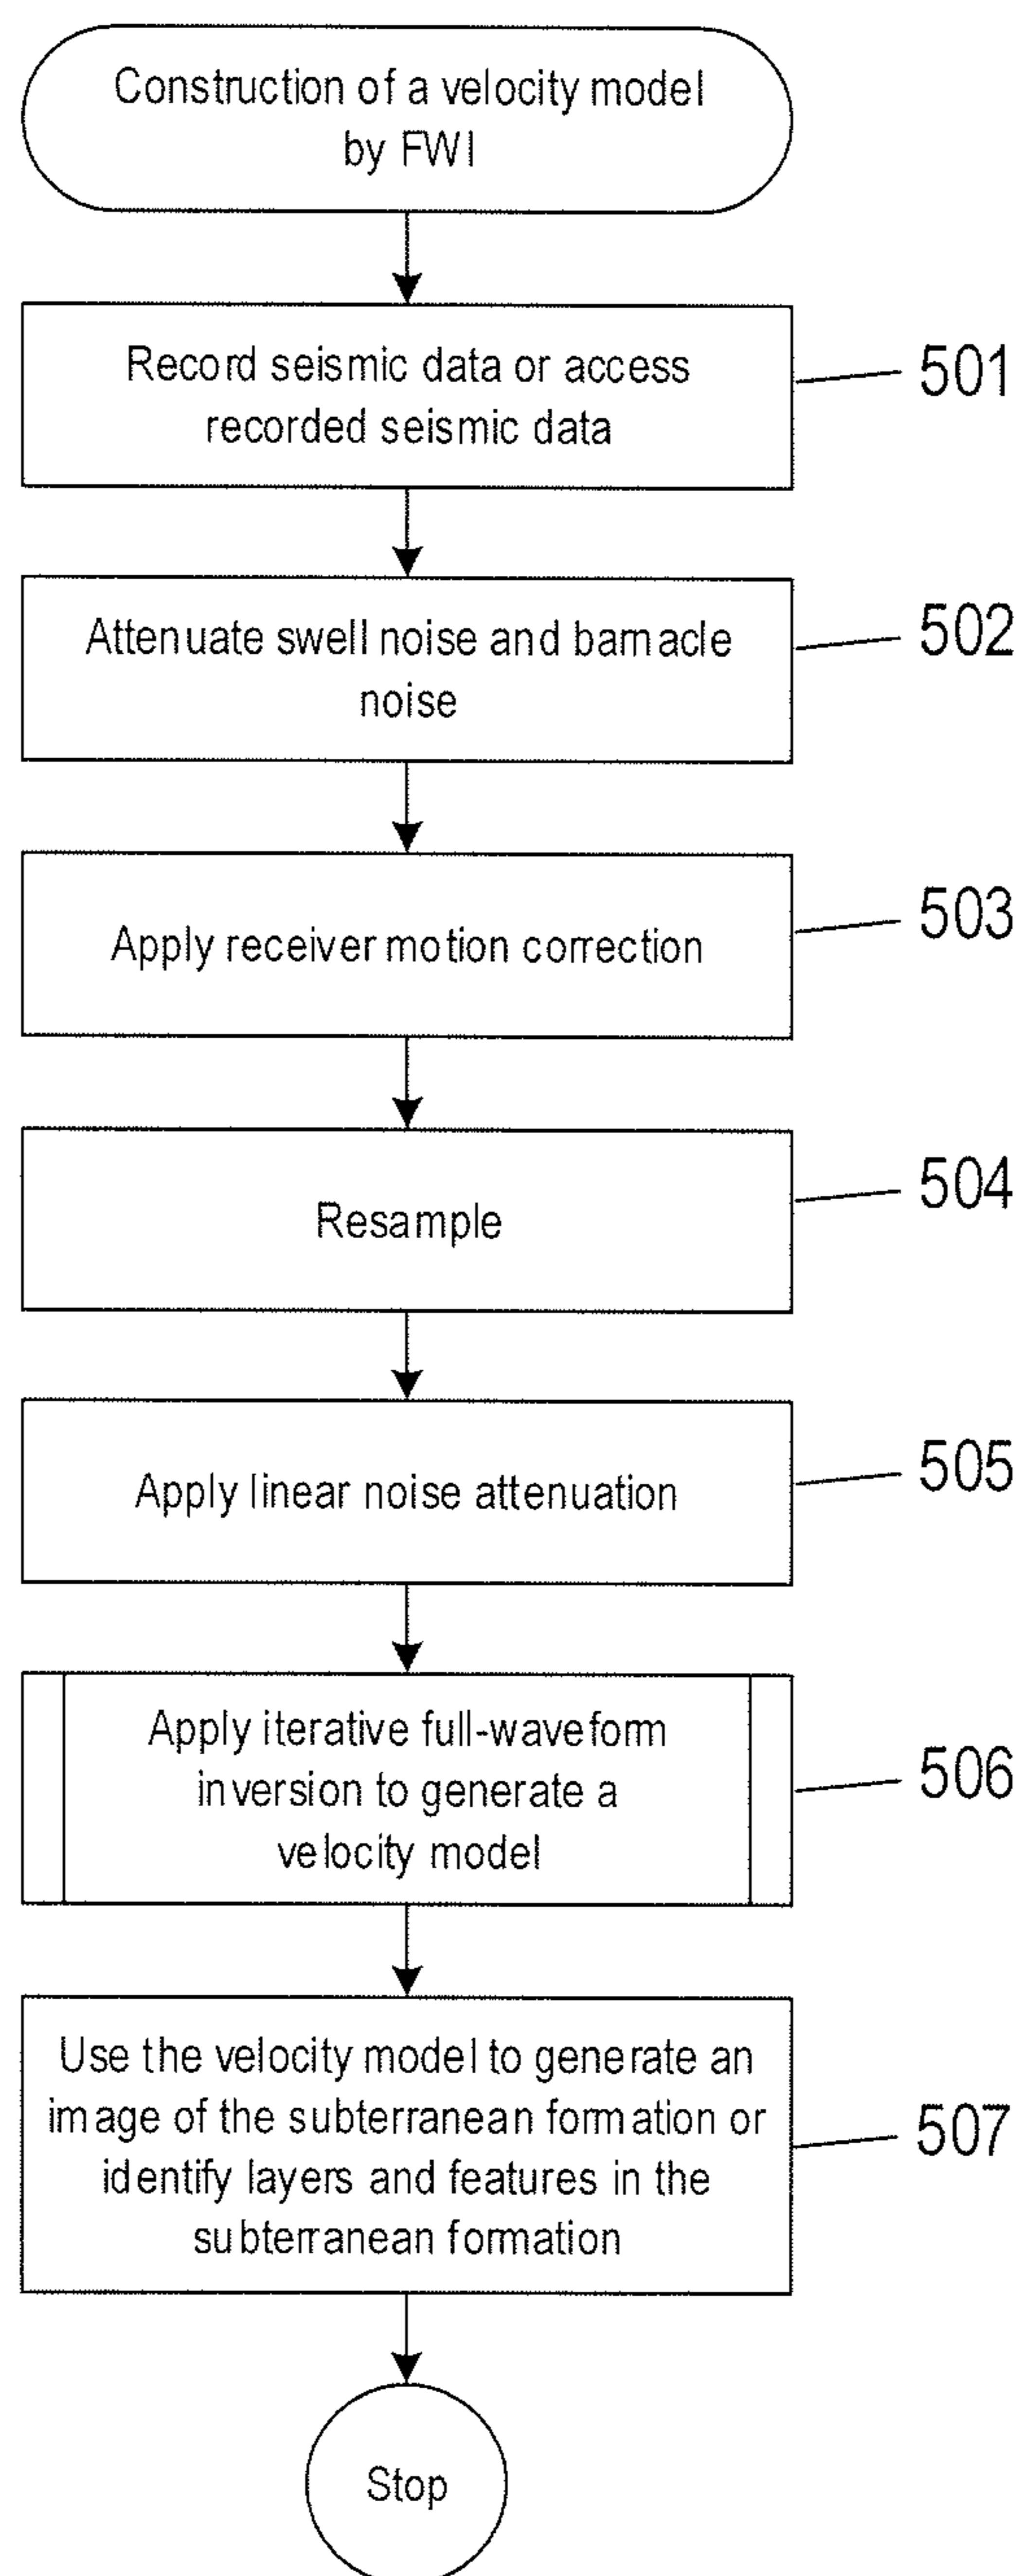 Construction of a velocity model
by FWI
Record seismic data or access
recorded seismic data
501
Attenuate swell noise and barnacle
noise
502
Apply receiver motion correction
503
Resample
504
Apply linear noise attenuation
505
Apply iterative full-waveform
inversion to generate a
velocity model
506
Use the velocity model to generate an
image of the subterranean formation or
identify layers and features in the
subterranean formation
507
Stop